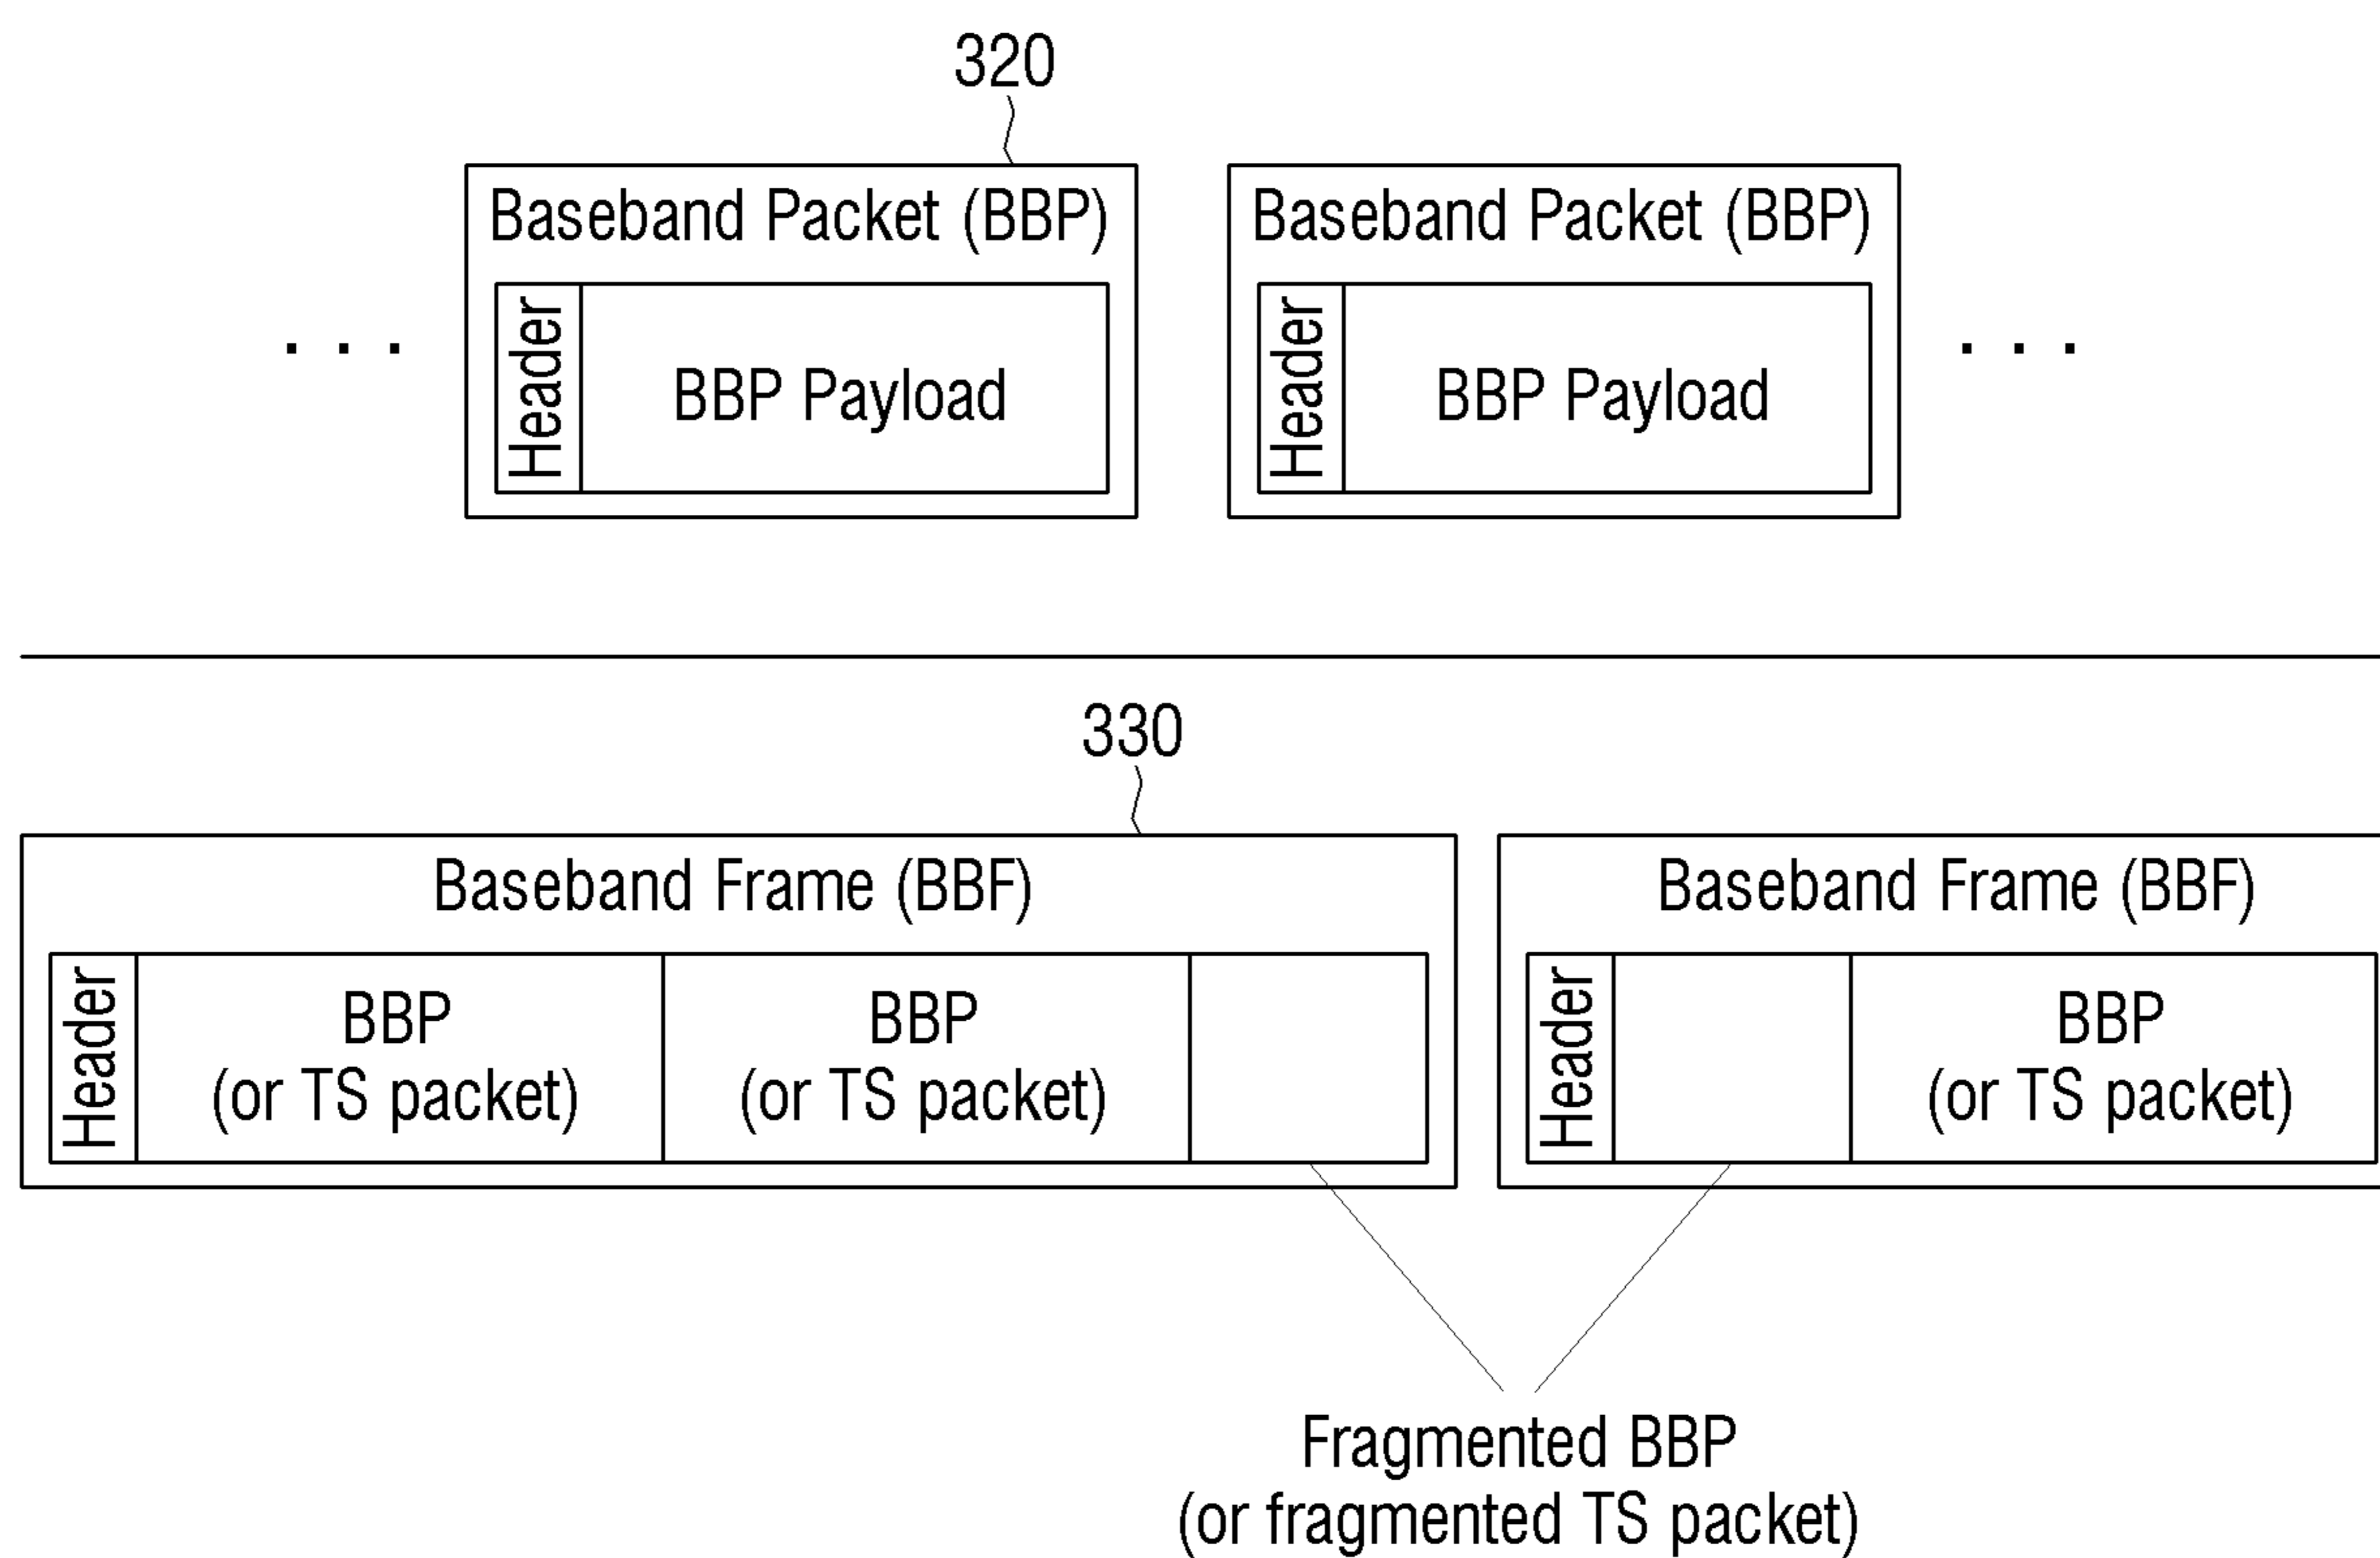 320
Baseband Packet (BBP)
Header
BBP Payload
Baseband Packet (BBP)
Header
BBP Payload
. . .
. . .
330
Baseband Frame (BBF)
Header
BBP
(or TS packet)
BBP
(or TS packet)
Baseband Frame (BBF)
Header
BBP
(or TS packet)
Fragmented BBP
(or fragmented TS packet)